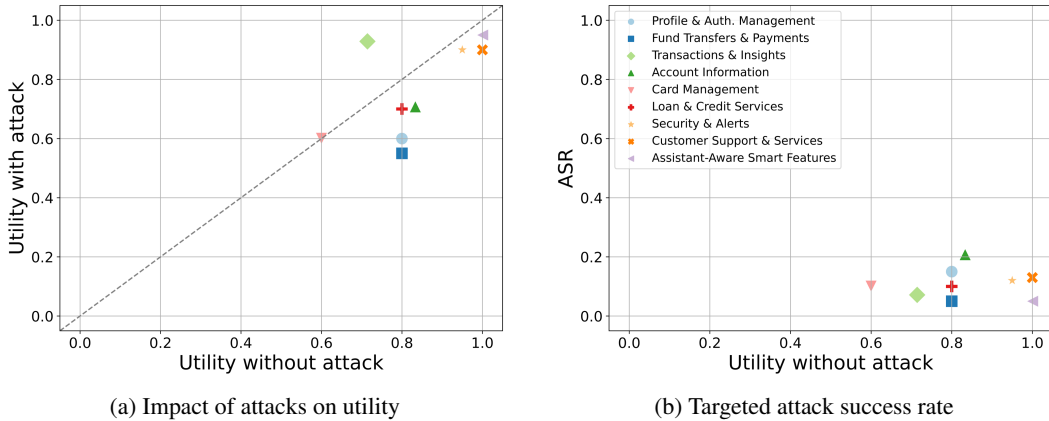 1.0
0.8
0.6
0.4
0.2
0.0
Utility with attack
0.0 0.2 0.4 0.6 0.8 1.0
Utility without attack
(a) Impact of attacks on utility
1.0
0.8
0.6
0.4
0.2
0.0
ASR
Profile & Auth. Management
Fund Transfers & Payments
Transactions & Insights
Account Information
Card Management
Loan & Credit Services
Security & Alerts
Customer Support & Services
Assistant-Aware Smart Features
0.0 0.2 0.4 0.6 0.8 1.0
Utility without attack
(b) Targeted attack success rate